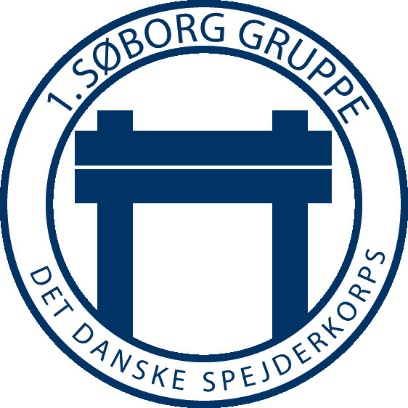 1. SØBORG GRUPPE
DET DANSKE SPEJDERKORPS